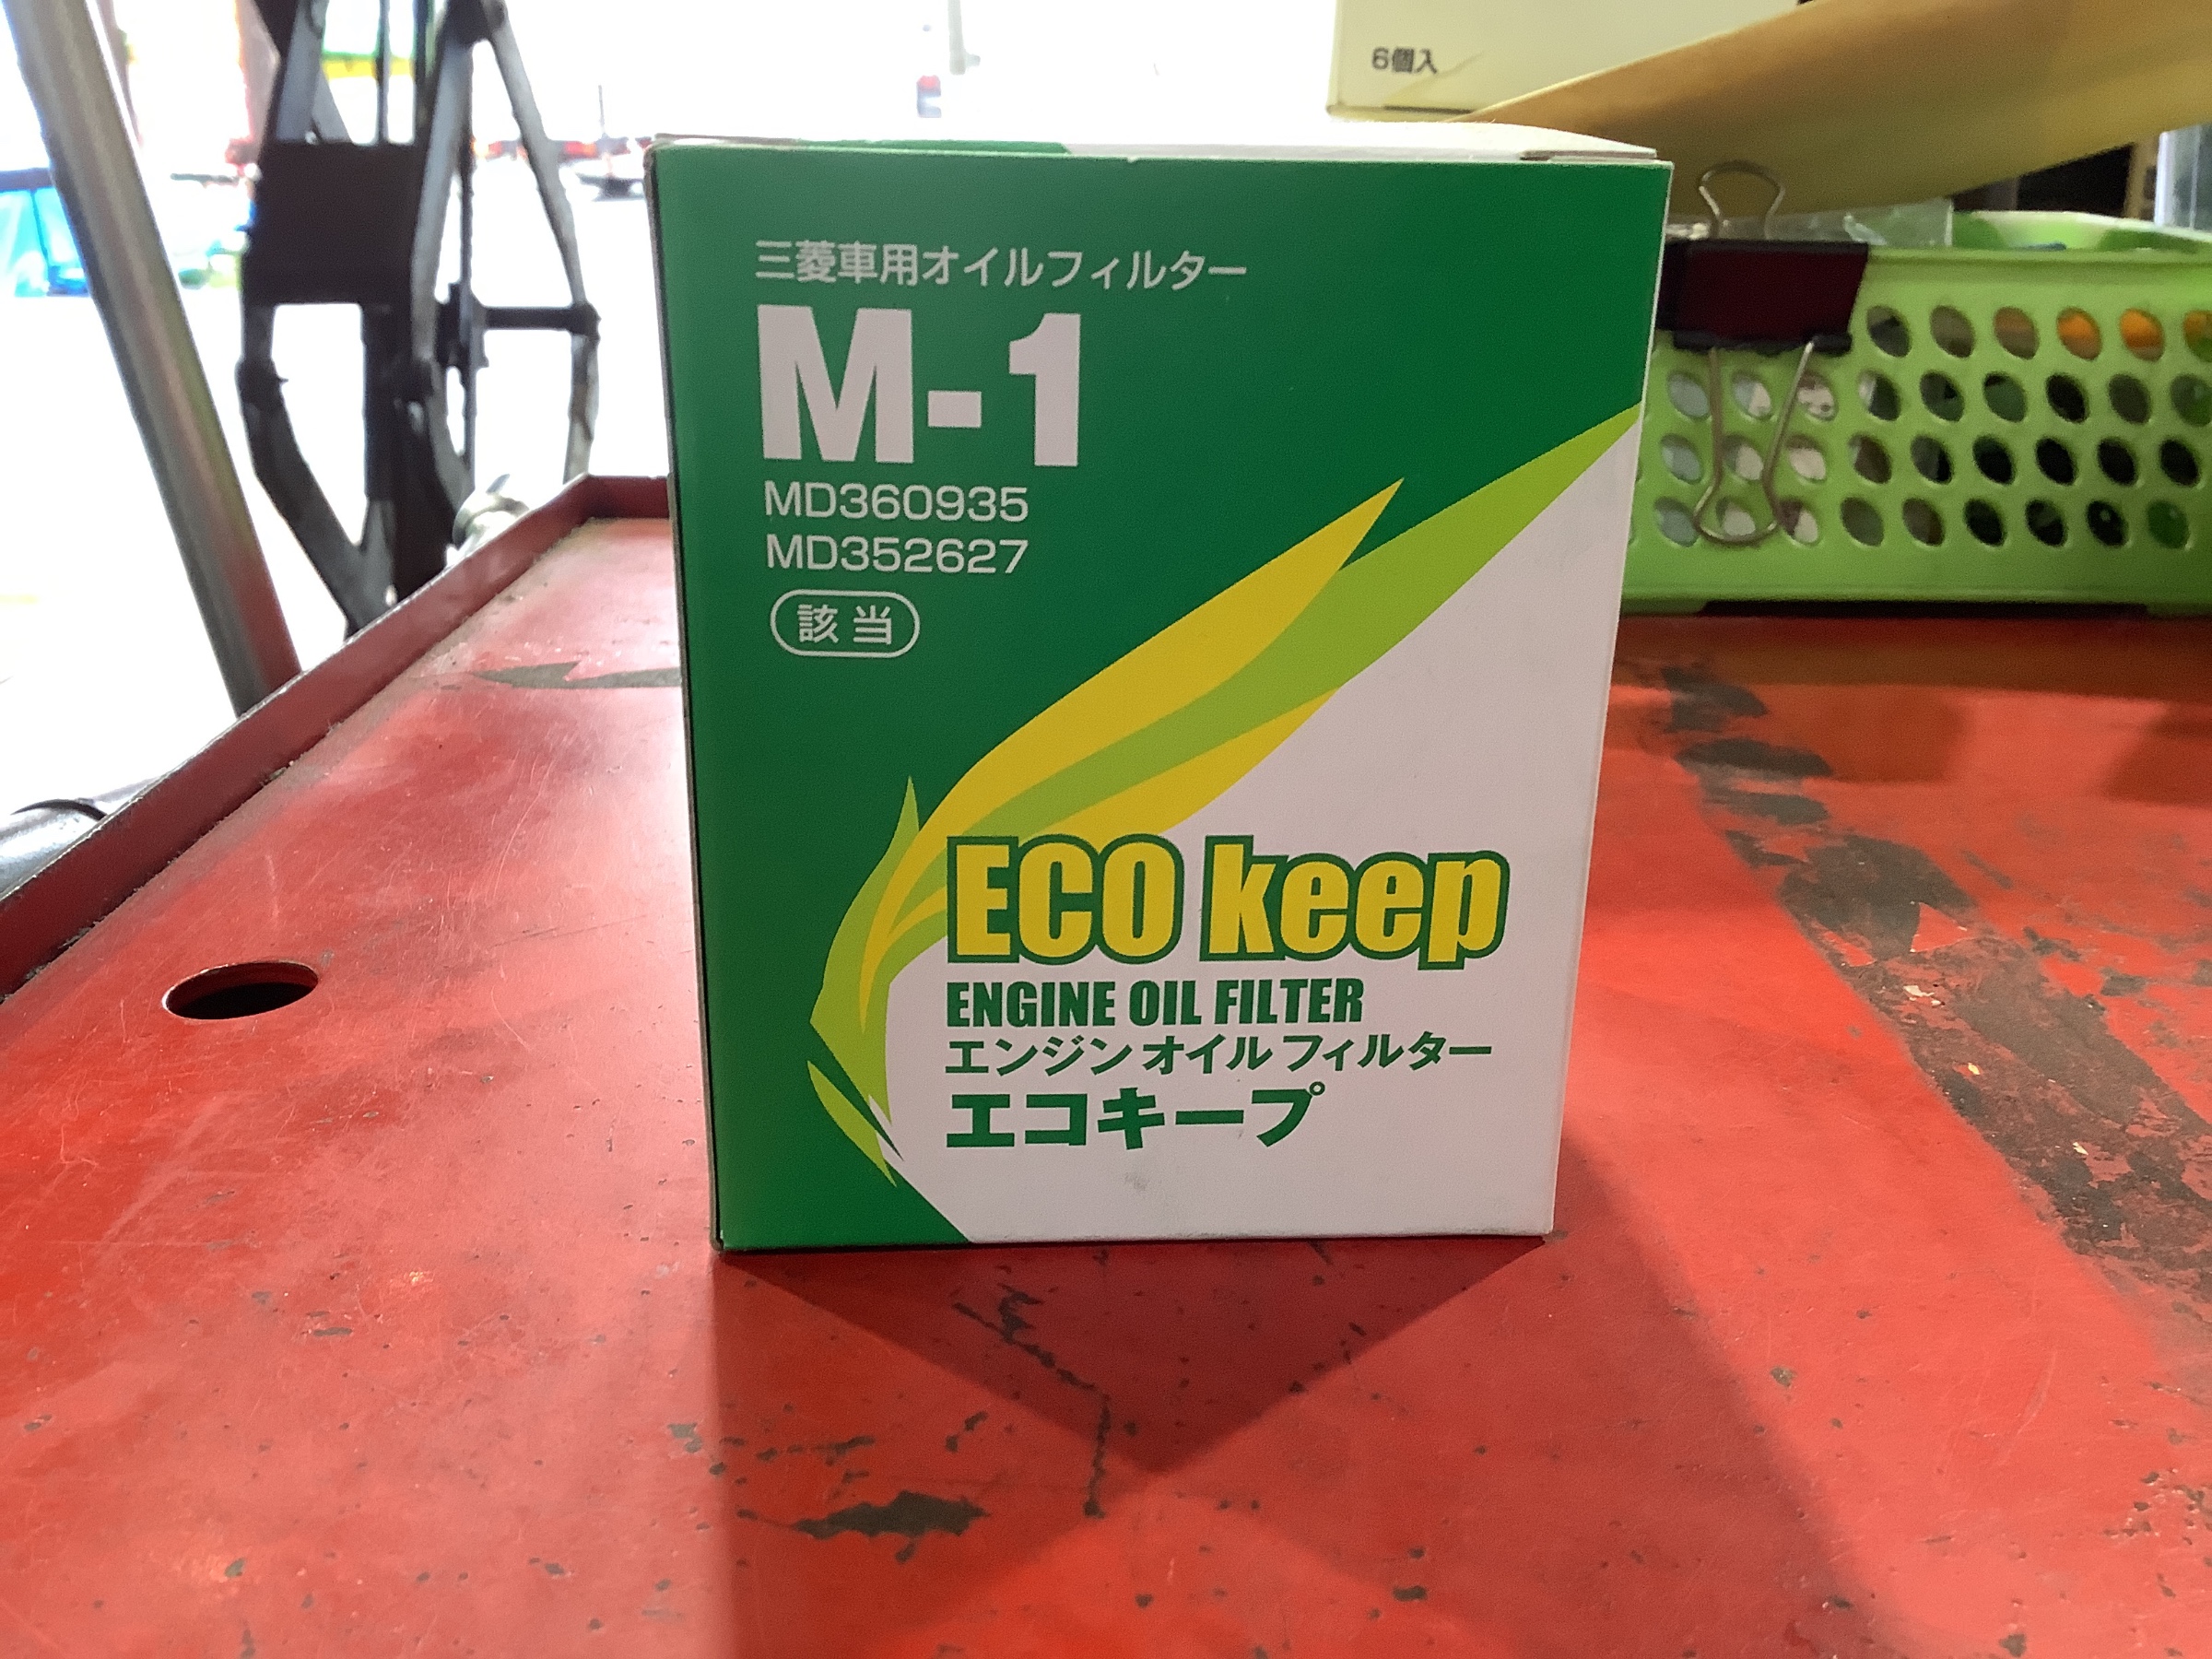 6個入
三菱車用オイルフィルター
M-1
MD360935
MD352627
該当
ECO keep
ENGINE OIL FILTER
エンジンオイルフィルター
エコキープ